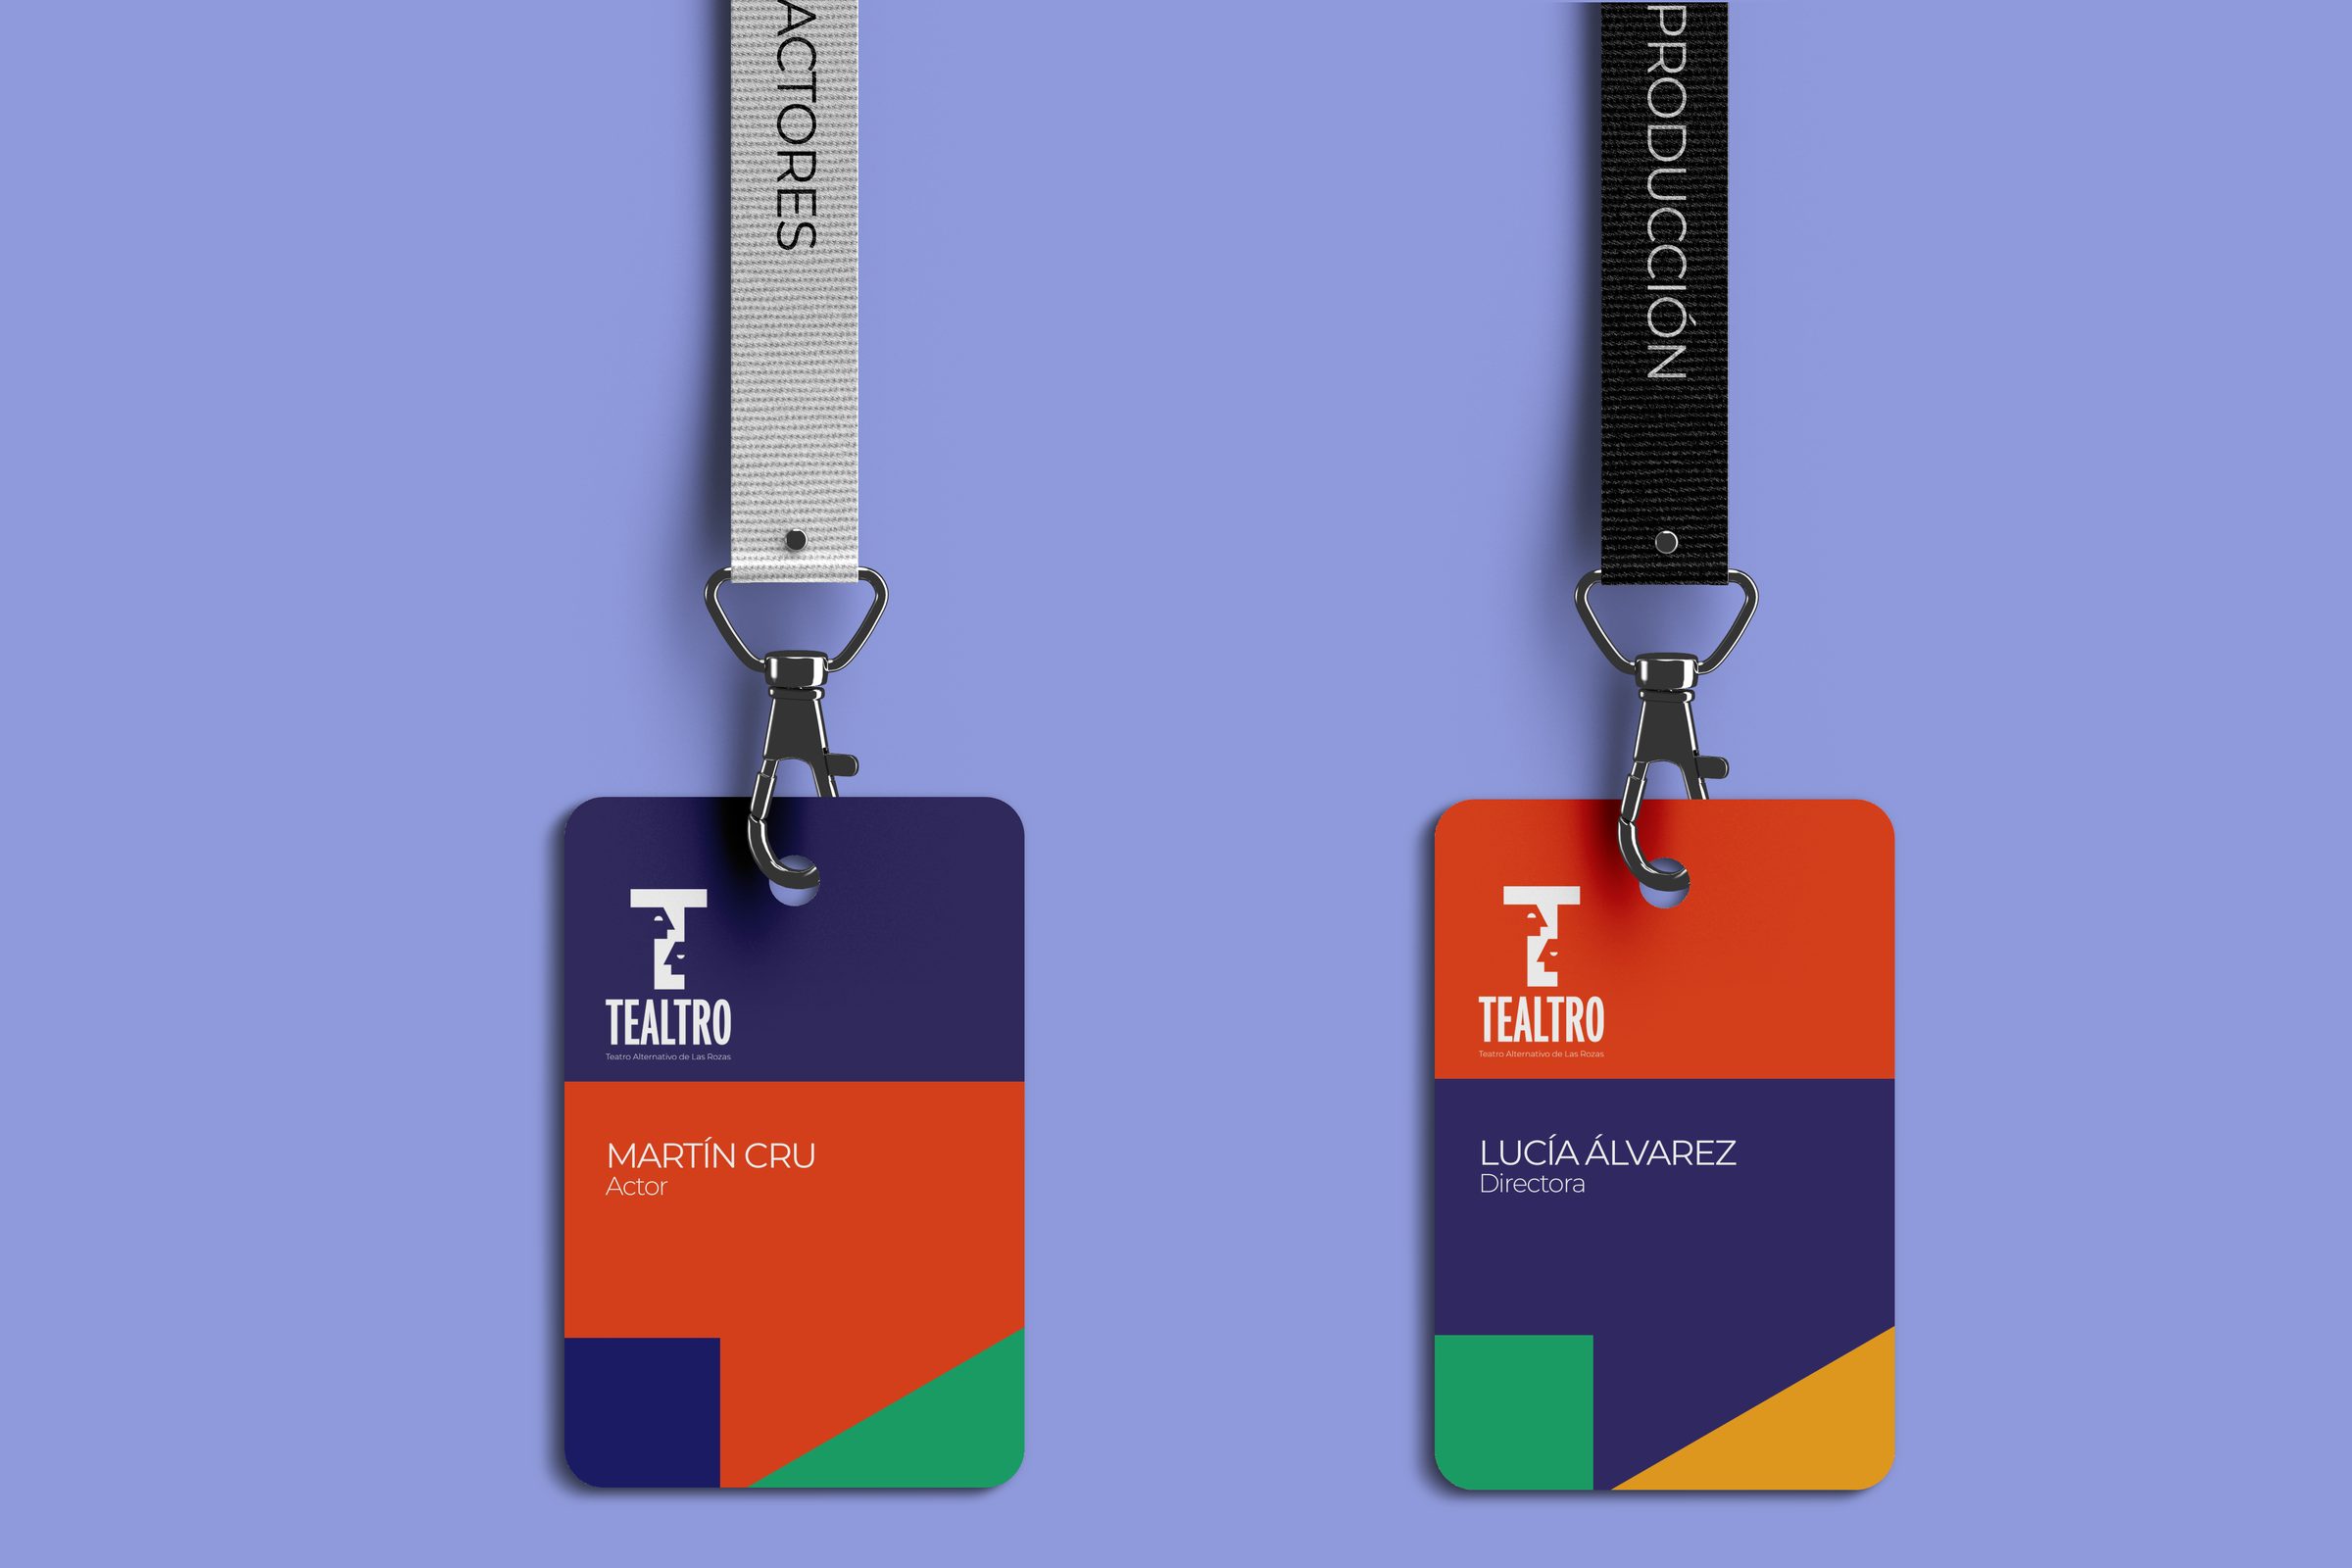 ACTORES
TEALTRO
Teatro Alternativo de Las Rozas
MARTÍN CRU
Actor
PRODUCCIÓN
TEALTRO
Teatro Alternativo de Las Rozas
LUCÍA ÁLVAREZ
Directora